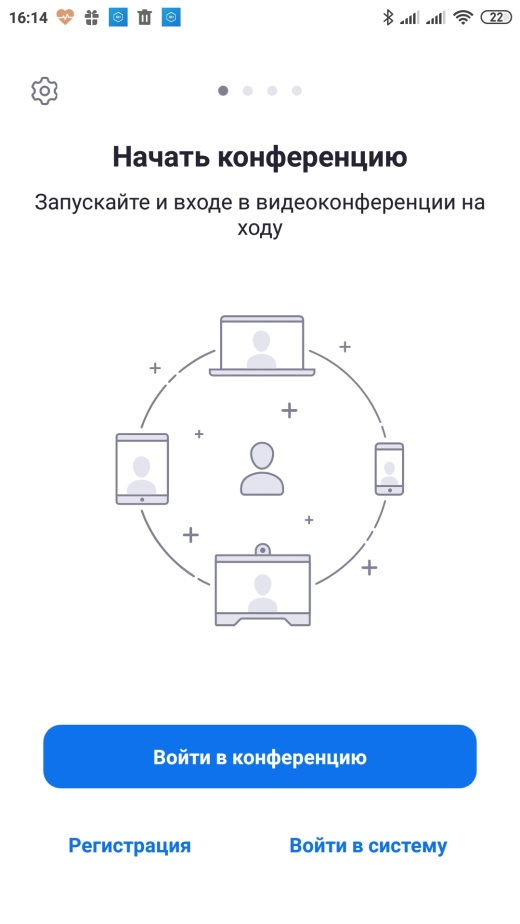 16:14
22
Начать конференцию
Запускайте и входе в видеоконференции на
ходу
Войти в конференцию
Регистрация
Войти в систему